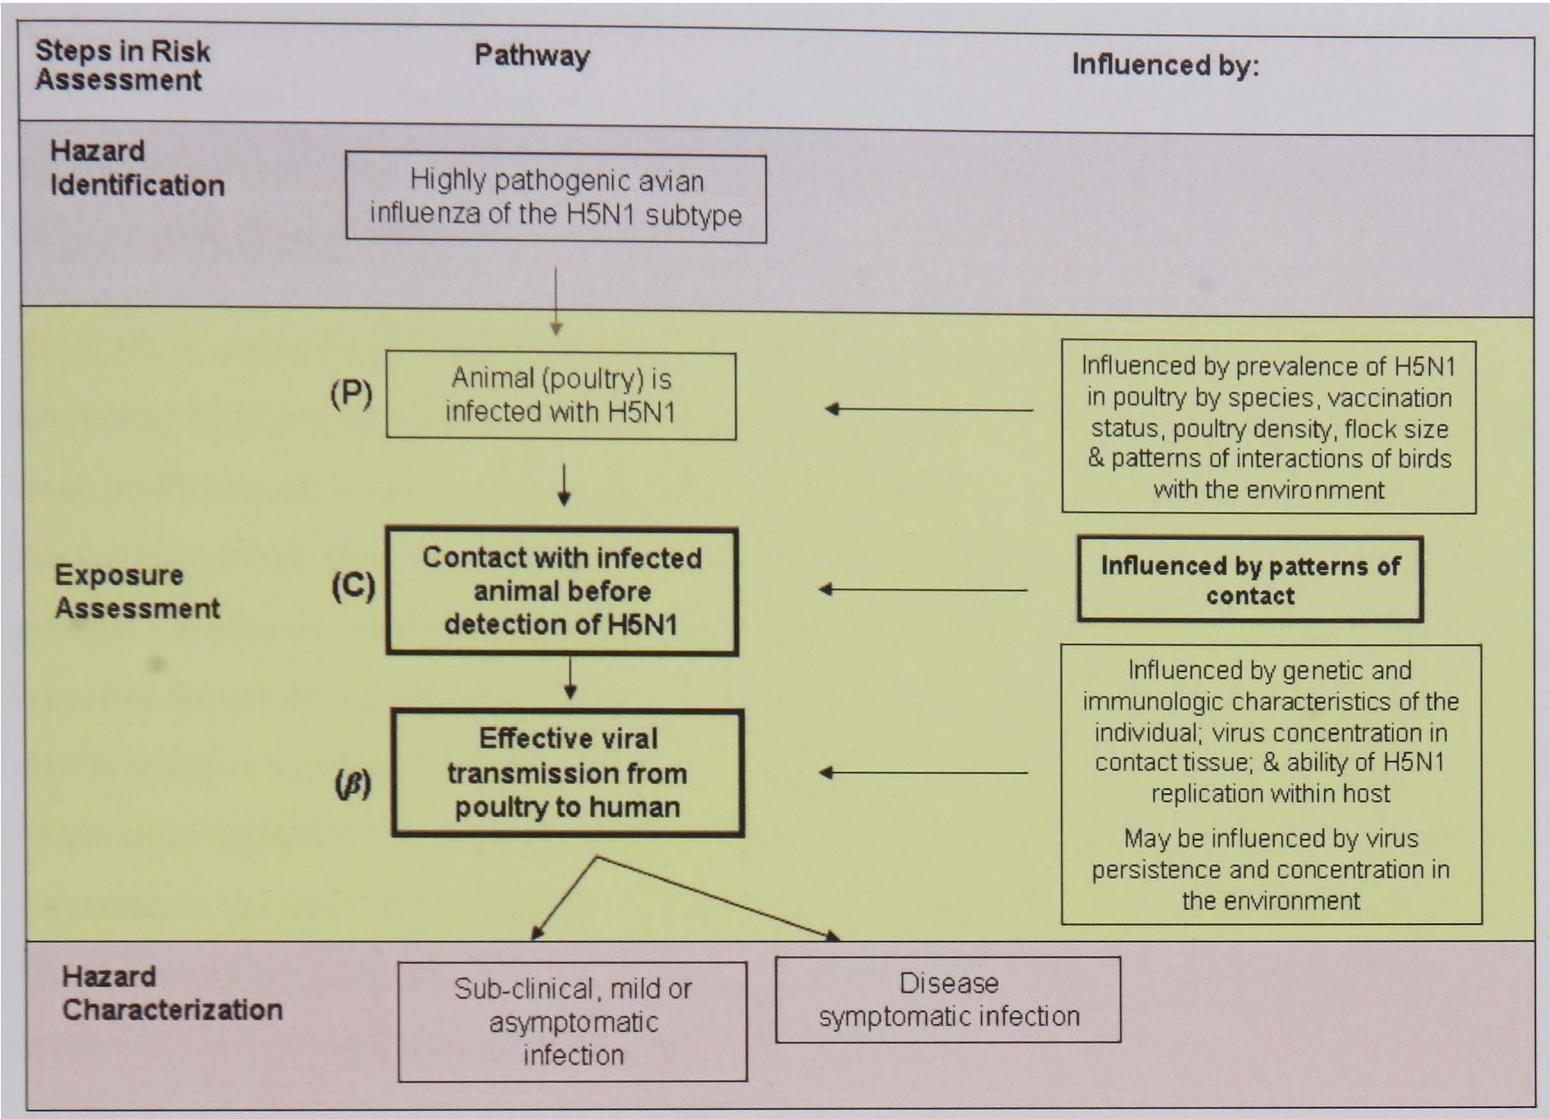 Steps in Risk
Assessment
Pathway
Influenced by:
Hazard
Identification
Highly pathogenic avian
influenza of the H5N1 subtype
(P)
Animal (poultry) is
infected with H5N1
Influenced by prevalence of H5N1
in poultry by species, vaccination
status, poultry density, flock size
& patterns of interactions of birds
with the environment
Exposure
Assessment
(C)
Contact with infected
animal before
detection of H5N1
Influenced by patterns of
contact
(β)
Effective viral
transmission from
poultry to human
Influenced by genetic and
immunologic characteristics of the
individual; virus concentration in
contact tissue; & ability of H5N1
replication within host
May be influenced by virus
persistence and concentration in
the environment
Hazard
Characterization
Sub-clinical, mild or
asymptomatic
infection
Disease
symptomatic infection